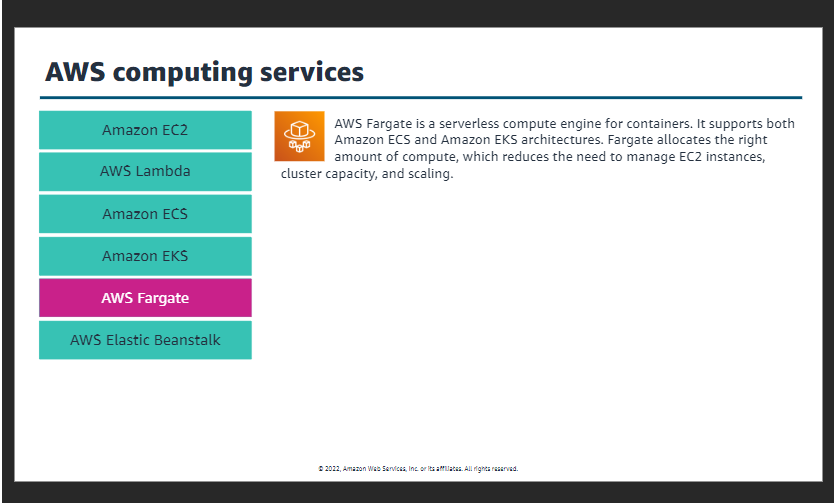 AWS computing services
Amazon EC2
AWS Lambda
Amazon ECS
Amazon EKS
AWS Fargate
AWS Elastic Beanstalk
AWS Fargate is a serverless compute engine for containers. It supports both
Amazon ECS and Amazon EKS architectures. Fargate allocates the right
amount of compute, which reduces the need to manage EC2 instances,
cluster capacity, and scaling.
© 2022, Amazon Web Services, Inc. or its affiliates. All rights reserved.